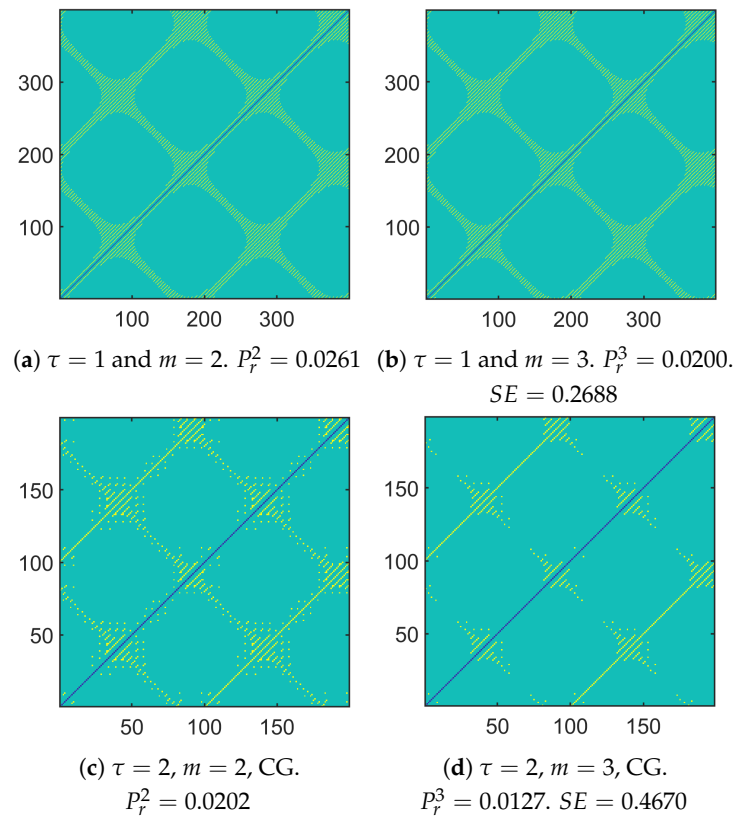 300
200
100
100 200 300
300
200
100
100 200 300
(a) τ = 1 and m = 2. P_r^2 = 0.0261
(b) τ = 1 and m = 3. P_r^3 = 0.0200.
SE = 0.2688
150
100
50
50 100 150
150
100
50
50 100 150
(c) τ = 2, m = 2, CG.
P_r^2 = 0.0202
(d) τ = 2, m = 3, CG.
P_r^3 = 0.0127. SE = 0.4670